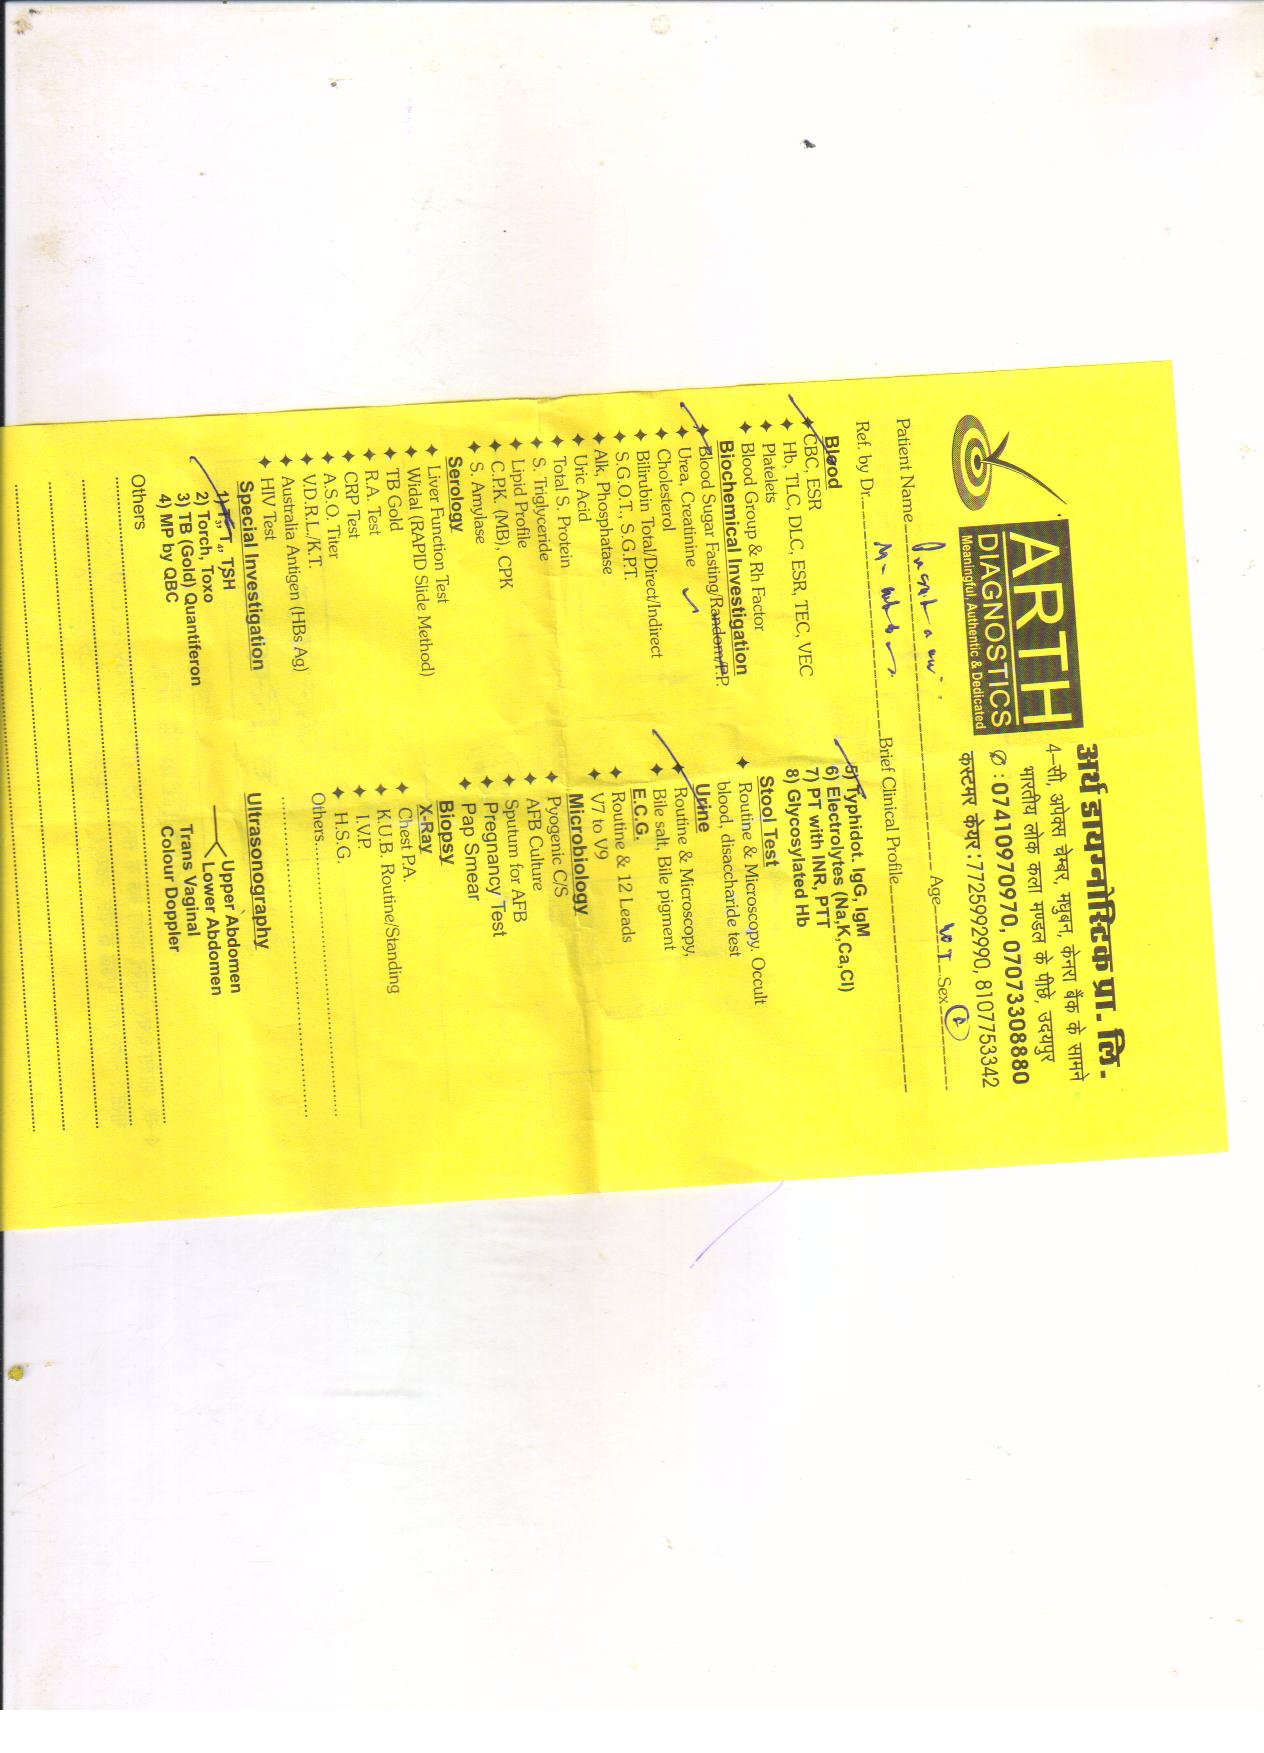 ARTH
DIAGNOSTICS
Meaningful, Authentic & Dedicated
अर्थ डायग्नोस्टिक प्रा. लि.
4-सी, अपेक्स चेम्बर, मधुबन, केनरा बैंक के सामने
भारतीय लोक कला मण्डल के पीछे, उदयपुर
✆ : 07410970970, 07073308880
कस्टमर केयर : 7725992990, 8107753342
Patient Name Age Sex
Ref. by Dr. Brief Clinical Profile
Blood
✦ CBC, ESR
✦ Hb, TLC, DLC, ESR, TEC, VEC
✦ Platelets
✦ Blood Group & Rh Factor
Biochemical Investigation
✦ Blood Sugar Fasting/Random/P.P.
✦ Urea, Creatinine
✦ Cholesterol
✦ Bilirubin Total/Direct/Indirect
✦ S.G.O.T., S.G.P.T.
✦ Alk, Phosphatase
✦ Uric Acid
✦ Total S. Protein
✦ S. Triglyceride
✦ Lipid Profile
✦ C.PK (MB), CPK
✦ S. Amylase
Serology
✦ Liver Function Test
✦ Widal (RAPID Slide Method)
✦ TB Gold
✦ R.A. Test
✦ CRP Test
✦ A.S.O. Titer
✦ V.D.R.L./K.T.
✦ Australia Antigen (HBs Ag)
✦ HIV Test
Special Investigation
1) T3, T4, TSH
2) Torch, Toxo
3) TB (Gold) Quantiferon
4) MP by QBC
Others
5) Typhidot. IgG, IgM
6) Electrolytes (Na,K,Ca,Cl)
7) PT with INR, PTT
8) Glycosylated Hb
Stool Test
✦ Routine & Microscopy. Occult
blood, disaccharide test
Urine
✦ Routine & Microscopy,
✦ Bile salt, Bile pigment
E.C.G.
✦ Routine & 12 Leads
✦ V7 to V9
Microbiology
✦ Pyogenic C/S
✦ AFB Culture
✦ Sputum for AFB
✦ Pregnancy Test
✦ Pap Smear
Biopsy
X-Ray
✦ Chest P.A.
✦ K.U.B. Routine/Standing
✦ I.V.P.
✦ H.S.G.
Others
Ultrasonography
Upper Abdomen
Lower Abdomen
Trans Vaginal
Colour Doppler